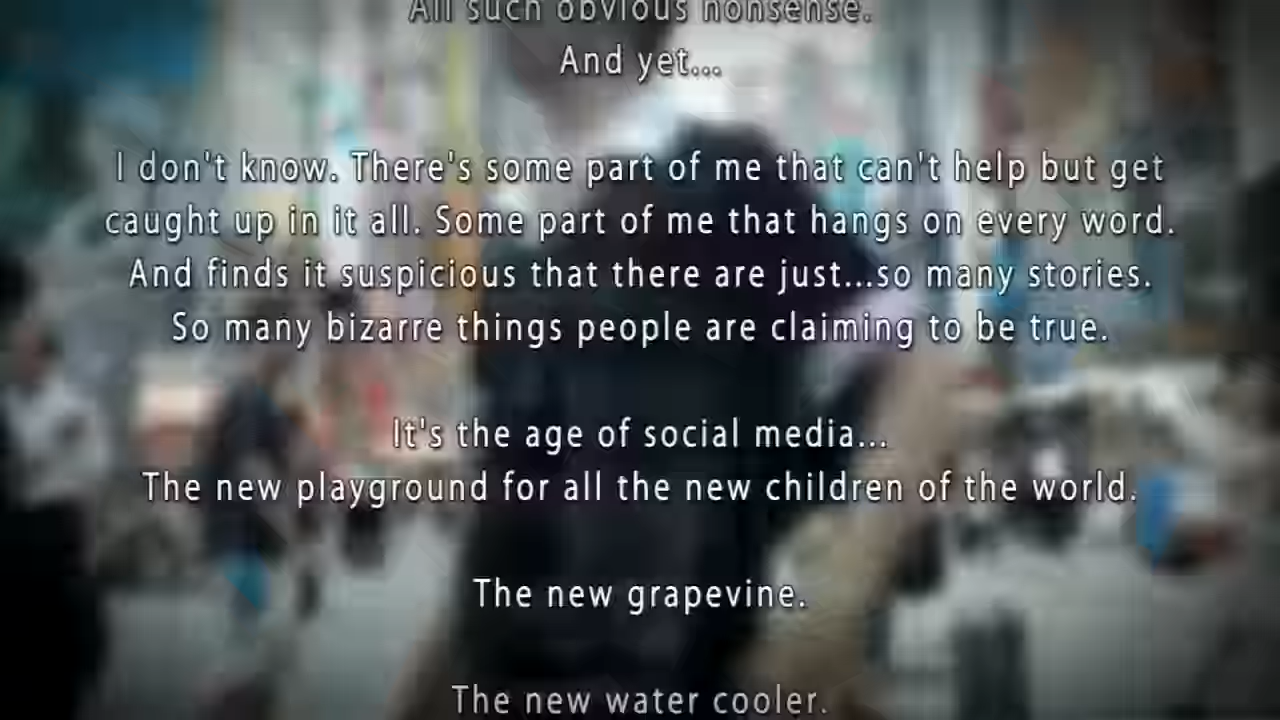 All such obvious nonsense.
And yet...
I don't know. There's some part of me that can't help but get
caught up in it all. Some part of me that hangs on every word.
And finds it suspicious that there are just...so many stories.
So many bizarre things people are claiming to be true.
It's the age of social media...
The new playground for all the new children of the world.
The new grapevine.
The new water cooler.